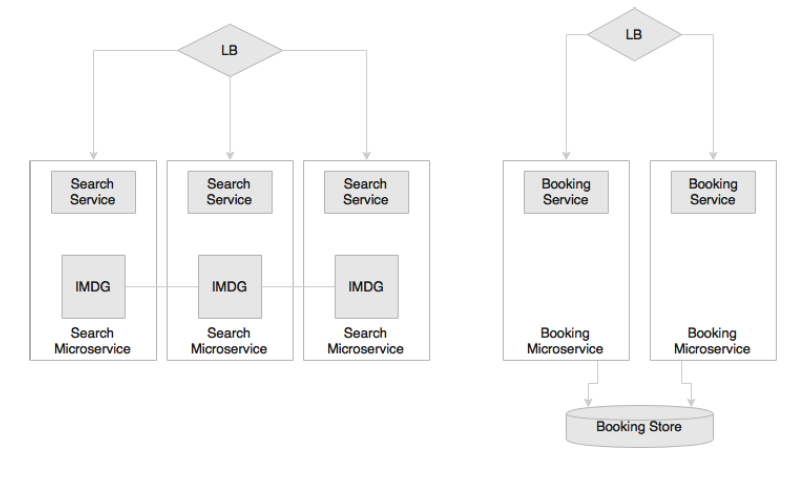 LB
LB
Search
Service
Search
Service
Search
Service
Booking
Service
Booking
Service
IMDG
IMDG
IMDG
Search
Microservice
Search
Microservice
Search
Microservice
Booking
Microservice
Booking
Microservice
Booking Store